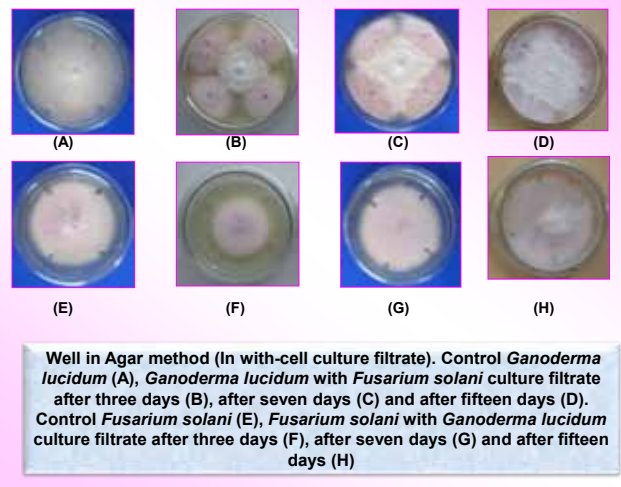 (A) (B) (C) (D)
(E) (F) (G) (H)
Well in Agar method (In with-cell culture filtrate). Control Ganoderma
lucidum (A), Ganoderma lucidum with Fusarium solani culture filtrate
after three days (B), after seven days (C) and after fifteen days (D).
Control Fusarium solani (E), Fusarium solani with Ganoderma lucidum
culture filtrate after three days (F), after seven days (G) and after fifteen
days (H)